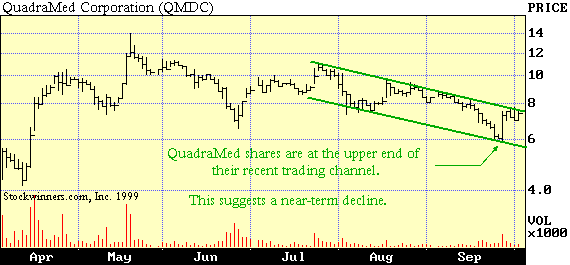 QuadraMed Corporation (QMDC)
PRICE
14
12
10
8
6
4.0
QuadraMed shares are at the upper end of
their recent trading channel.
This suggests a near-term decline.
Stockwinners.com, Inc. 1999
VOL
×1000
Apr May Jun Jul Aug Sep